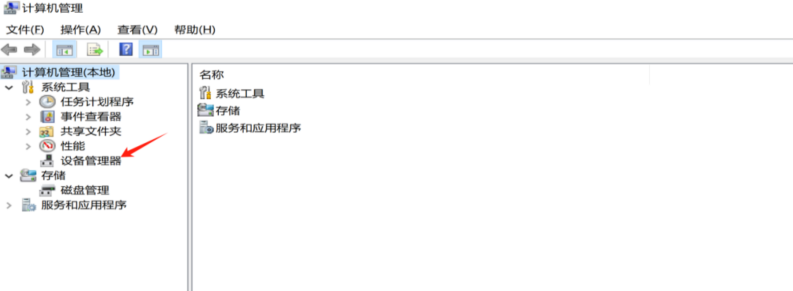 计算机管理
文件(F) 操作(A) 查看(V) 帮助(H)
计算机管理(本地)
系统工具
任务计划程序
事件查看器
共享文件夹
性能
设备管理器
存储
磁盘管理
服务和应用程序
名称
系统工具
存储
服务和应用程序